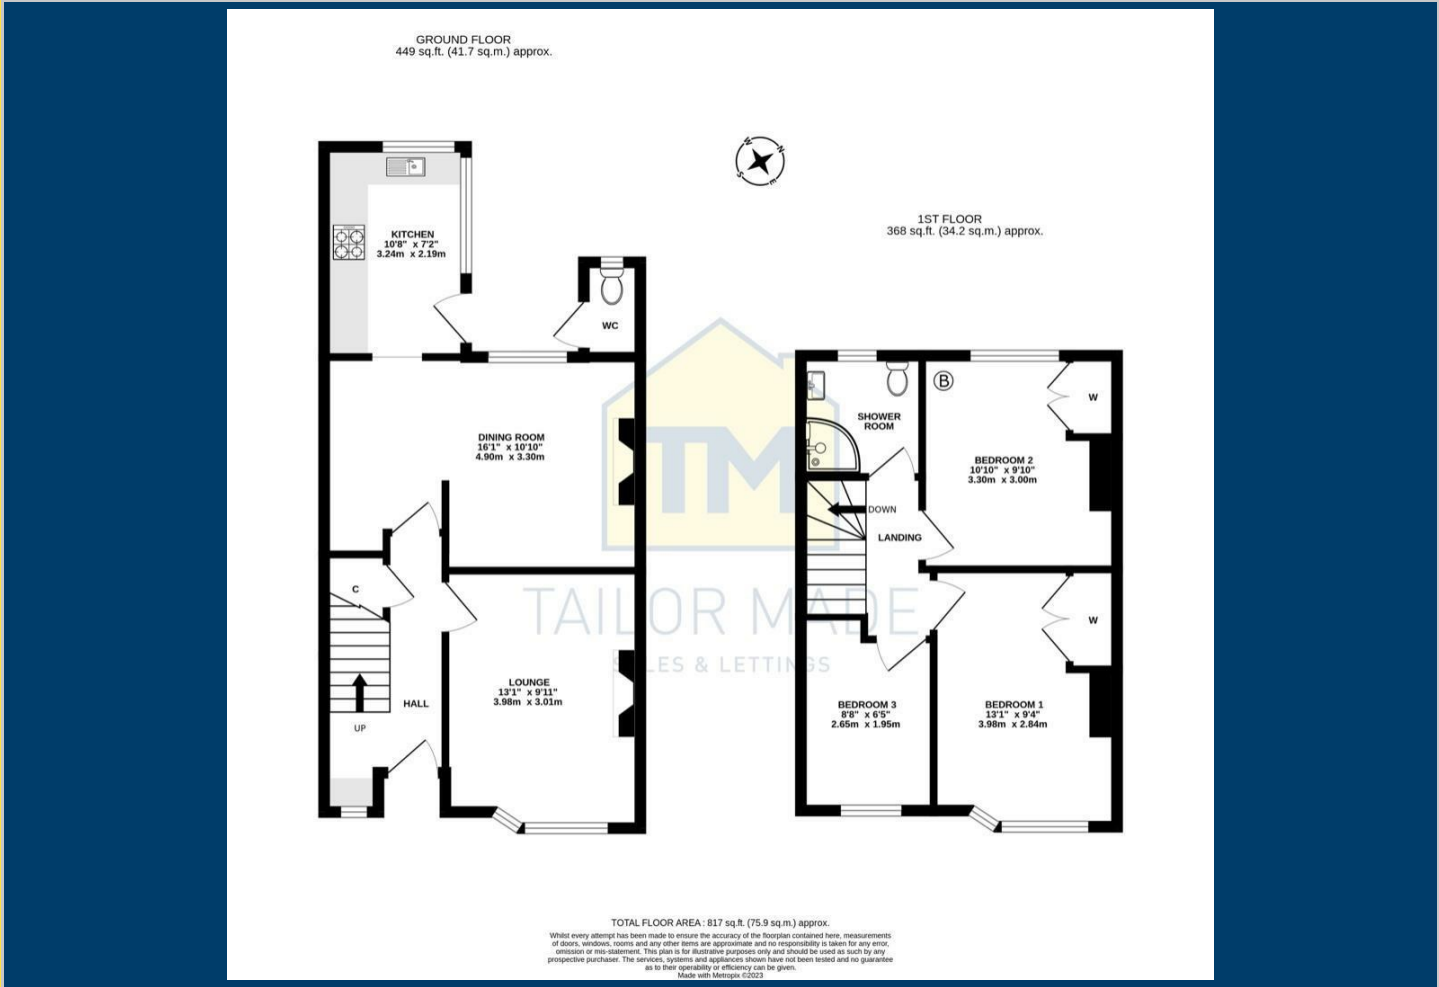 GROUND FLOOR
449 sq.ft. (41.7 sq.m.) approx.
W
N
S
E
1ST FLOOR
368 sq.ft. (34.2 sq.m.) approx.
KITCHEN
10'8" x 7'2"
3.24m x 2.19m
WC
DINING ROOM
16'1" x 10'10"
4.90m x 3.30m
C
HALL
UP
LOUNGE
13'1" x 9'11"
3.98m x 3.01m
SHOWER
ROOM
B
W
BEDROOM 2
10'10" x 9'10"
3.30m x 3.00m
DOWN
LANDING
W
BEDROOM 3
8'8" x 6'5"
2.65m x 1.95m
BEDROOM 1
13'1" x 9'4"
3.98m x 2.84m
TM
TAILOR MADE
SALES & LETTINGS
TOTAL FLOOR AREA : 817 sq.ft. (75.9 sq.m.) approx.
Whilst every attempt has been made to ensure the accuracy of the floorplan contained here, measurements
of doors, windows, rooms and any other items are approximate and no responsibility is taken for any error,
omission or mis-statement. This plan is for illustrative purposes only and should be used as such by any
prospective purchaser. The services, systems and appliances shown have not been tested and no guarantee
as to their operability or efficiency can be given.
Made with Metropix ©2023